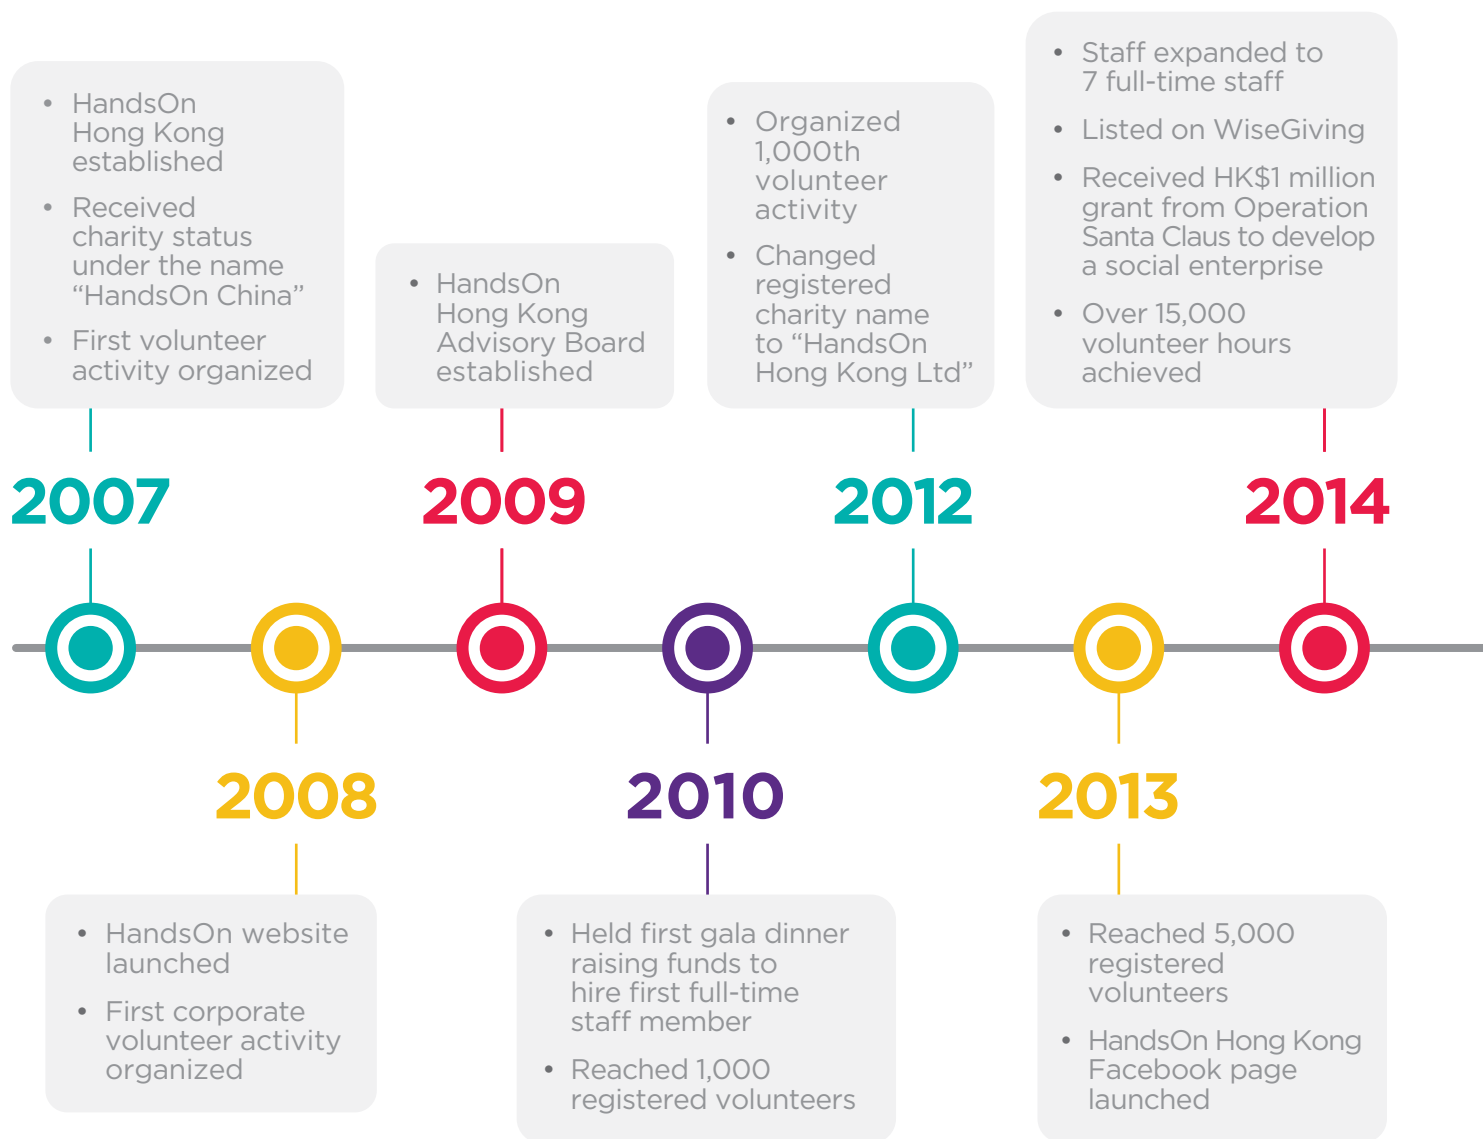 • HandsOn
Hong Kong
established
• Received
charity status
under the name
“HandsOn China”
• First volunteer
activity organized
2007
• HandsOn website
launched
• First corporate
volunteer activity
organized
2008
• HandsOn
Hong Kong
Advisory Board
established
2009
2010
• Held first gala dinner
raising funds to
hire first full-time
staff member
• Reached 1,000
registered volunteers
• Organized
1,000th
volunteer
activity
• Changed
registered
charity name
to “HandsOn
Hong Kong Ltd”
2012
2013
• Reached 5,000
registered
volunteers
• HandsOn Hong Kong
Facebook page
launched
• Staff expanded to
7 full-time staff
• Listed on WiseGiving
• Received HK$1 million
grant from Operation
Santa Claus to develop
a social enterprise
• Over 15,000
volunteer hours
achieved
2014